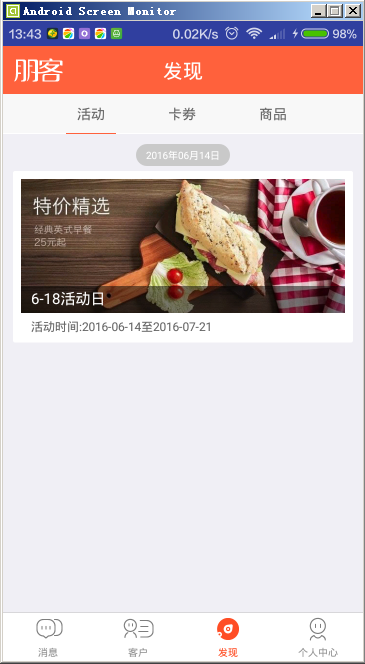 Android Screen Monitor
13:43
0.02K/s
98%
朋客
发现
活动
卡券
商品
2016年06月14日
特价精选
经典英式早餐
25元起
6-18活动日
活动时间:2016-06-14至2016-07-21
消息
客户
发现
个人中心